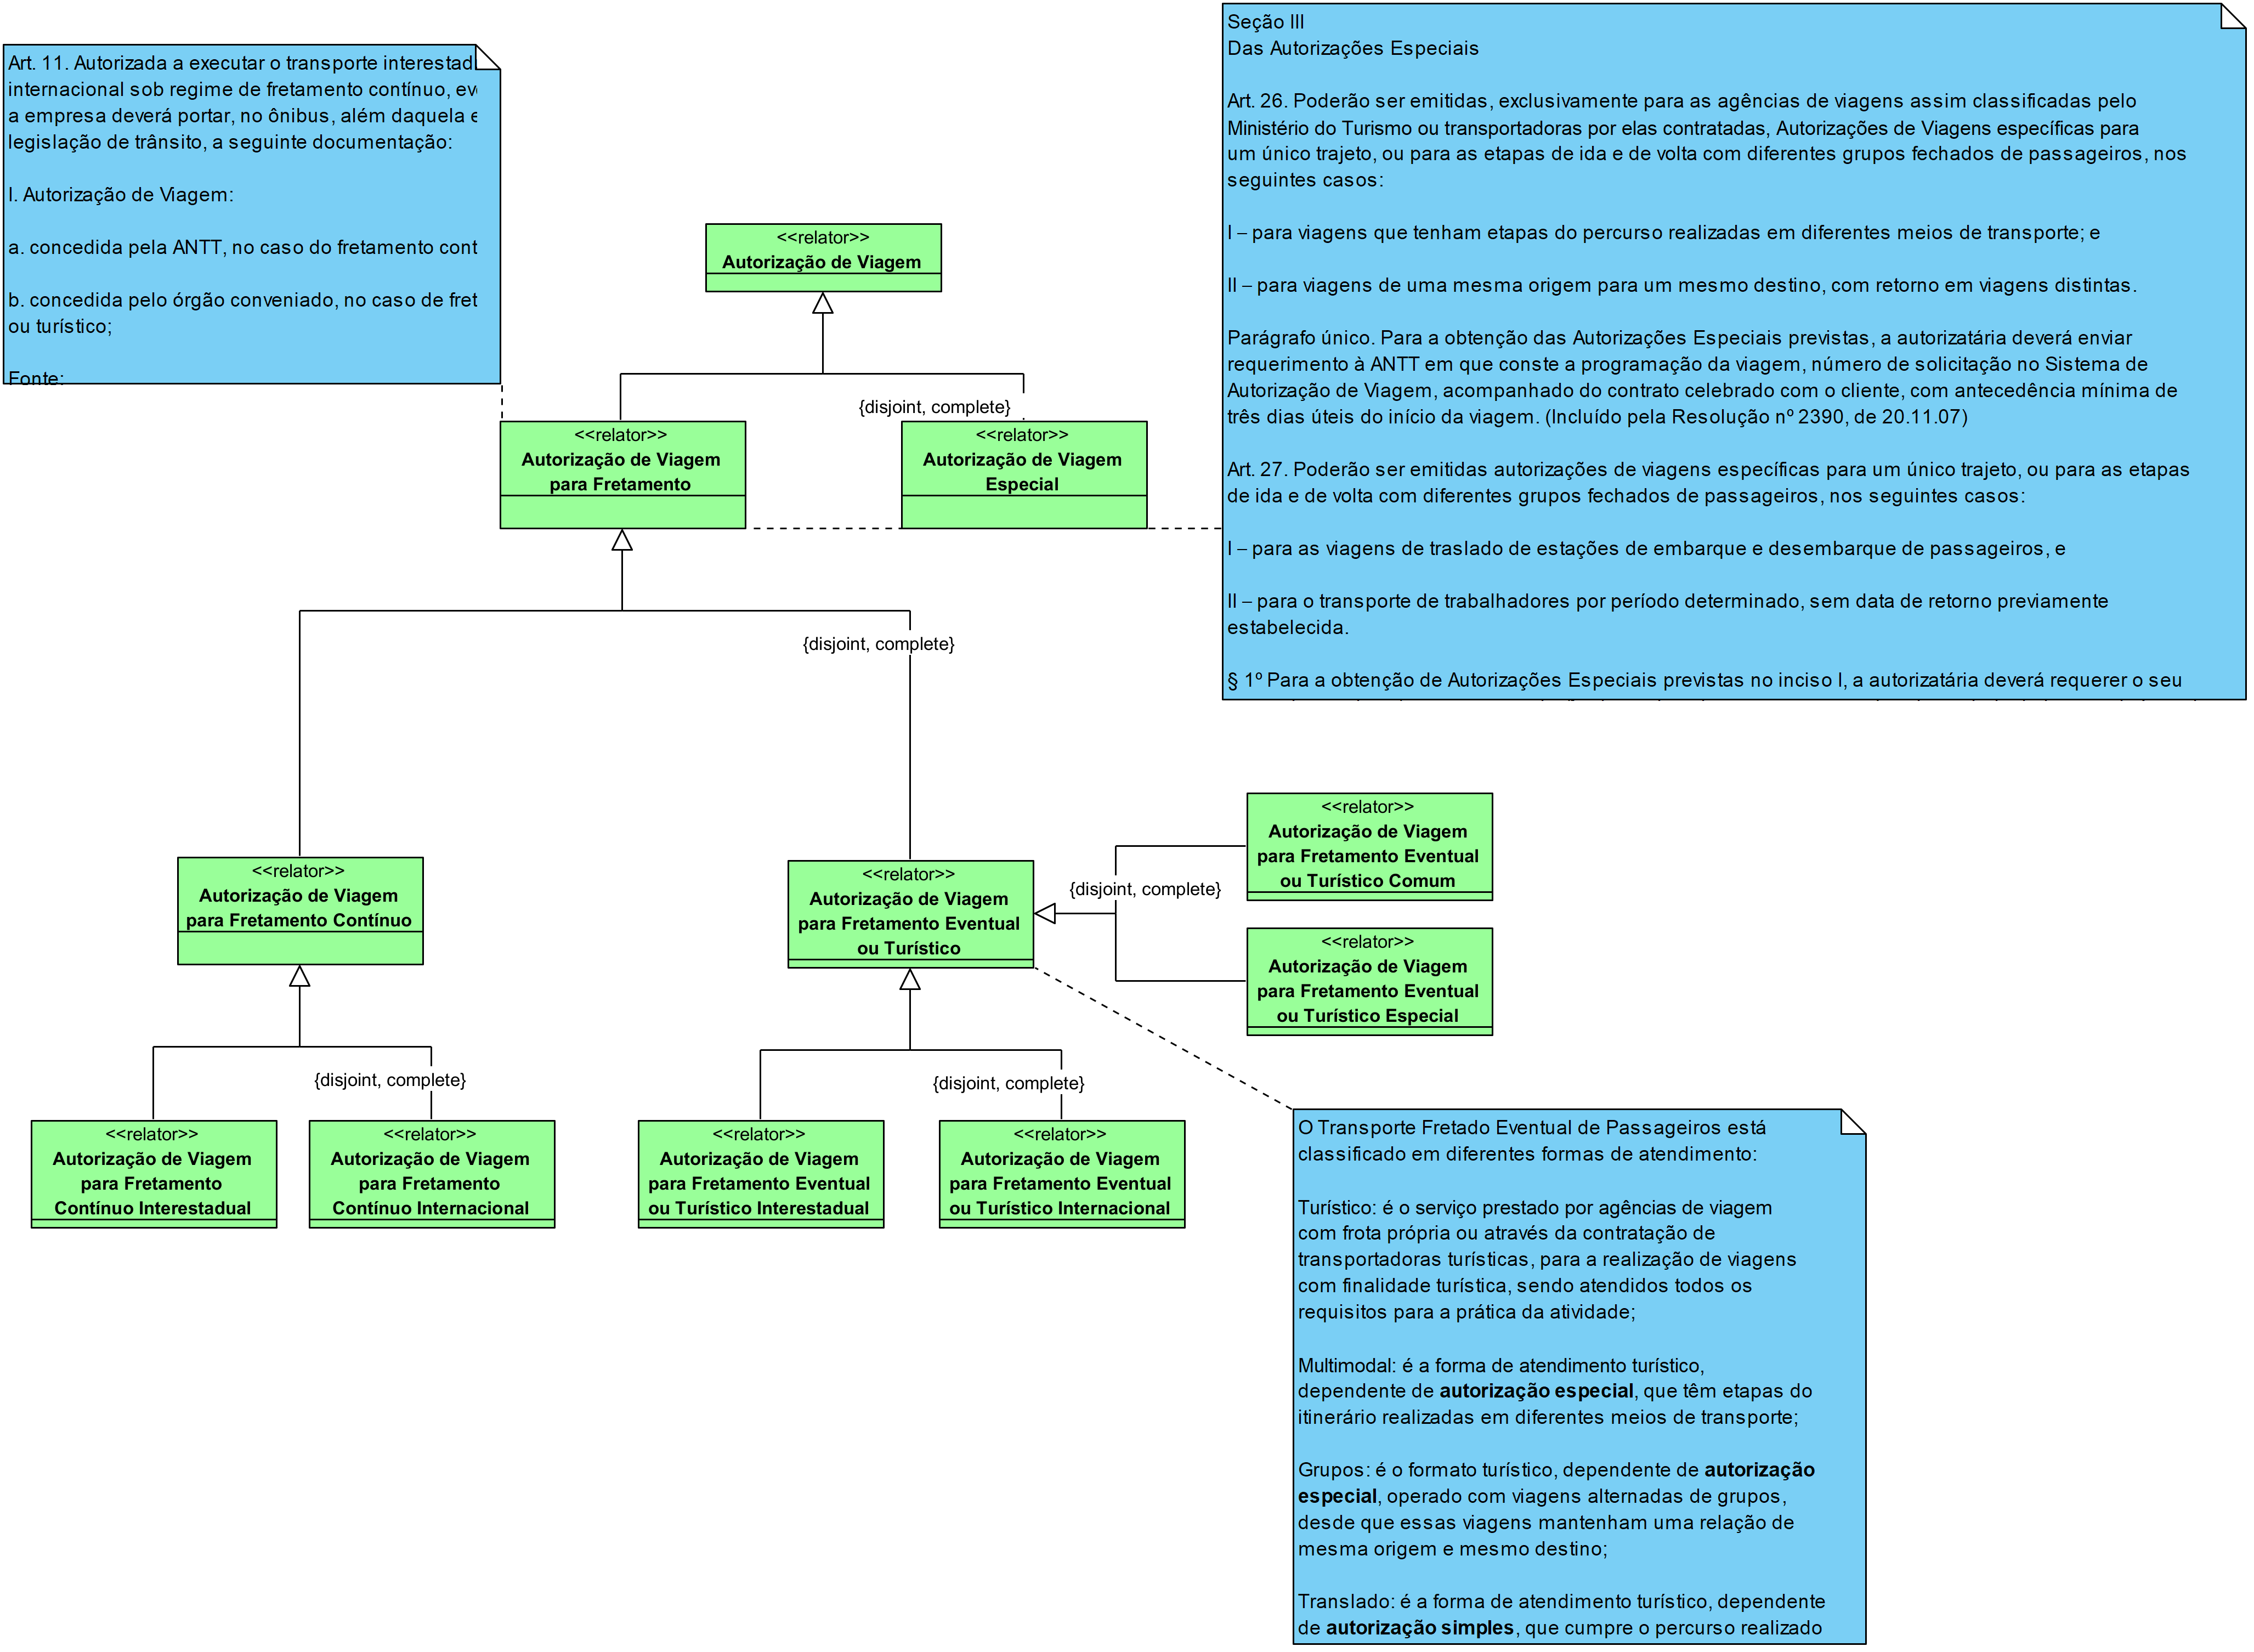 Art. 11. Autorizada a executar o transporte
internacional sob regime de fretamento contínuo,
a empresa deverá portar, no ônibus, além daquela
legislação de trânsito, a seguinte documentação:
I. Autorização de Viagem:
a. concedida pela ANTT, no caso do fretamento
b. concedida pelo órgão conveniado, no caso de
ou turístico;
Fonte:
Seção III
Das Autorizações Especiais
Art. 26. Poderão ser emitidas, exclusivamente para as agências de viagens assim classificadas pelo
Ministério do Turismo ou transportadoras por elas contratadas, Autorizações de Viagens específicas para
um único trajeto, ou para as etapas de ida e de volta com diferentes grupos fechados de passageiros, nos
seguintes casos:
I – para viagens que tenham etapas do percurso realizadas em diferentes meios de transporte; e
II – para viagens de uma mesma origem para um mesmo destino, com retorno em viagens distintas.
Parágrafo único. Para a obtenção das Autorizações Especiais previstas, a autorizatária deverá enviar
requerimento à ANTT em que conste a programação da viagem, número de solicitação no Sistema de
Autorização de Viagem, acompanhado do contrato celebrado com o cliente, com antecedência mínima de
três dias úteis do início da viagem. (Incluído pela Resolução nº 2390, de 20.11.07)
Art. 27. Poderão ser emitidas autorizações de viagens específicas para um único trajeto, ou para as etapas
de ida e de volta com diferentes grupos fechados de passageiros, nos seguintes casos:
I – para as viagens de traslado de estações de embarque e desembarque de passageiros, e
II – para o transporte de trabalhadores por período determinado, sem data de retorno previamente
estabelecida.
§ 1º Para a obtenção de Autorizações Especiais previstas no inciso I, a autorizatária deverá requerer o seu
<<relator>>
Autorização de Viagem
{disjoint, complete}
<<relator>>
Autorização de Viagem
para Fretamento
<<relator>>
Autorização de Viagem
Especial
{disjoint, complete}
<<relator>>
Autorização de Viagem
para Fretamento Contínuo
<<relator>>
Autorização de Viagem
para Fretamento Eventual
ou Turístico
{disjoint, complete}
<<relator>>
Autorização de Viagem
para Fretamento Eventual
ou Turístico Comum
<<relator>>
Autorização de Viagem
para Fretamento Eventual
ou Turístico Especial
{disjoint, complete}
{disjoint, complete}
<<relator>>
Autorização de Viagem
para Fretamento
Contínuo Interestadual
<<relator>>
Autorização de Viagem
para Fretamento
Contínuo Internacional
<<relator>>
Autorização de Viagem
para Fretamento Eventual
ou Turístico Interestadual
<<relator>>
Autorização de Viagem
para Fretamento Eventual
ou Turístico Internacional
O Transporte Fretado Eventual de Passageiros está
classificado em diferentes formas de atendimento:
Turístico: é o serviço prestado por agências de viagem
com frota própria ou através da contratação de
transportadoras turísticas, para a realização de viagens
com finalidade turística, sendo atendidos todos os
requisitos para a prática da atividade;
Multimodal: é a forma de atendimento turístico,
dependente de autorização especial, que têm etapas do
itinerário realizadas em diferentes meios de transporte;
Grupos: é o formato turístico, dependente de autorização
especial, operado com viagens alternadas de grupos,
desde que essas viagens mantenham uma relação de
mesma origem e mesmo destino;
Translado: é a forma de atendimento turístico, dependente
de autorização simples, que cumpre o percurso realizado